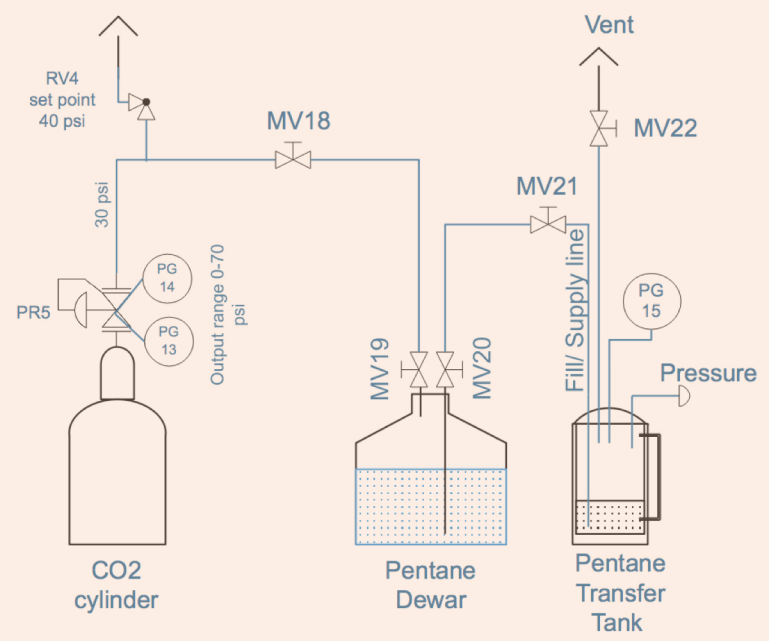 Vent
RV4
set point
40 psi
MV18
MV22
MV21
30 psi
Output range 0-70
psi
PG
14
PR5
PG
13
Fill/ Supply line
PG
15
MV19
MV20
Pressure
CO2
cylinder
Pentane
Dewar
Pentane
Transfer
Tank